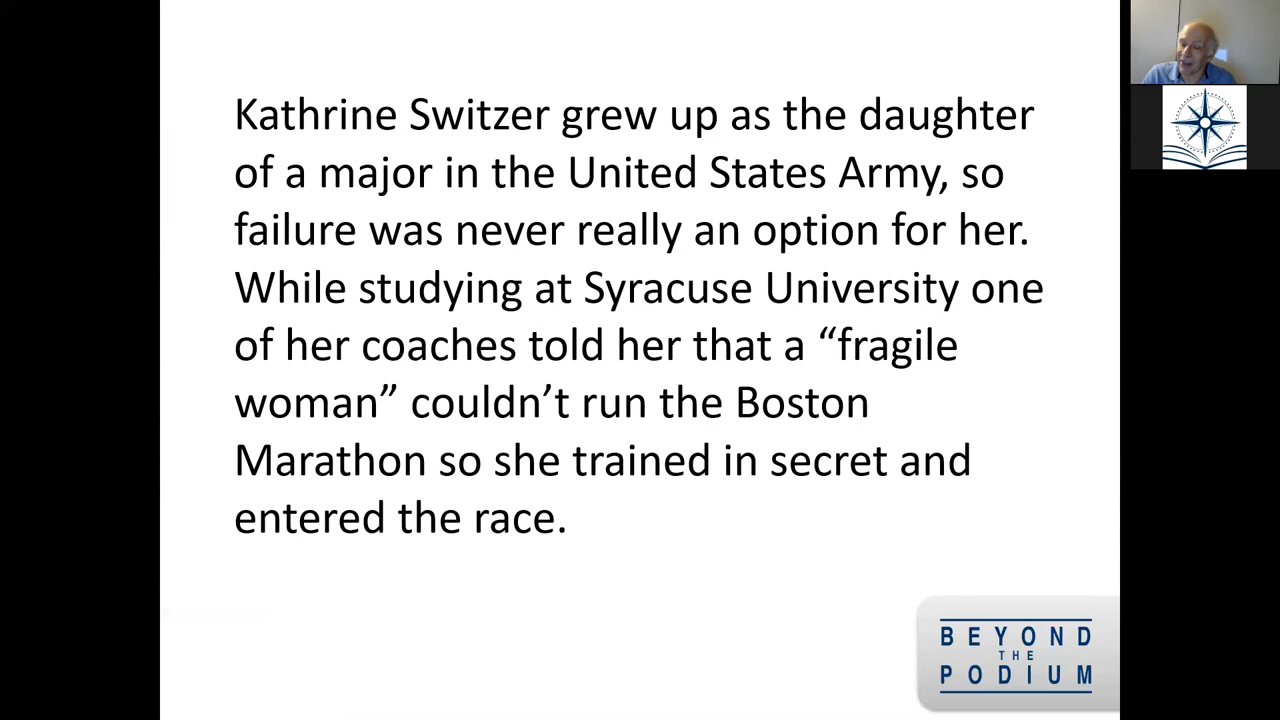 Kathrine Switzer grew up as the daughter
of a major in the United States Army, so
failure was never really an option for her.
While studying at Syracuse University one
of her coaches told her that a “fragile
woman” couldn’t run the Boston
Marathon so she trained in secret and
entered the race.
BEYOND
THE
PODIUM